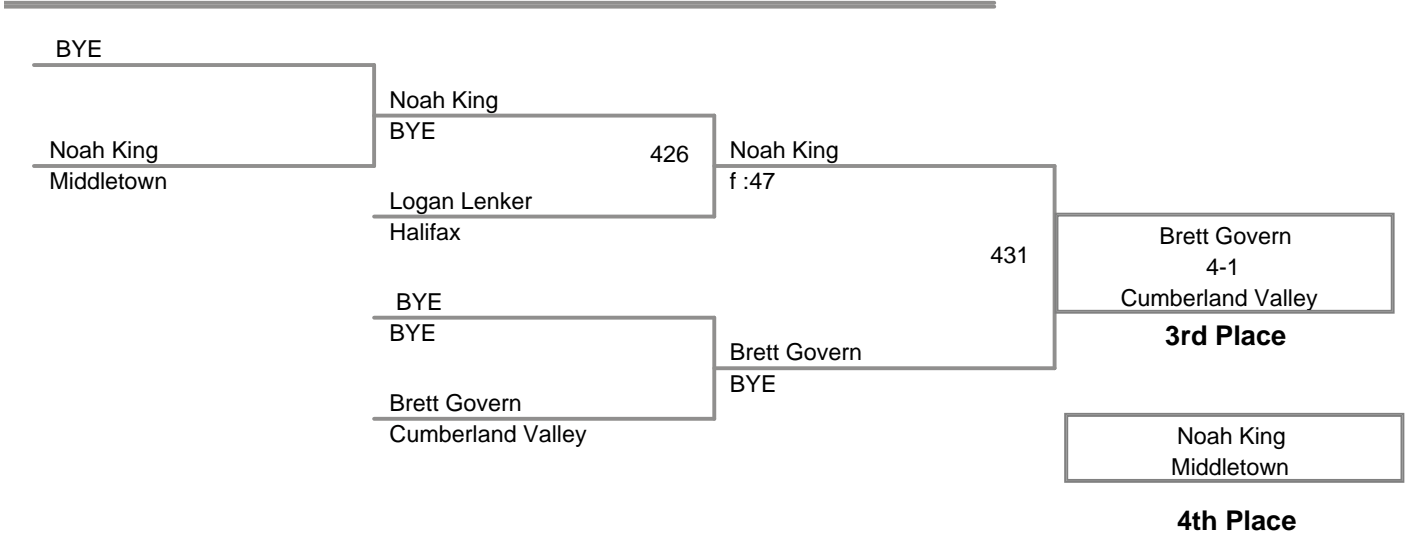 BYE
Noah King
Middletown
Noah King
BYE
426
Logan Lenker
Halifax
BYE
BYE
Brett Govern
Cumberland Valley
Noah King
f :47
431
Brett Govern
BYE
Brett Govern
4-1
Cumberland Valley
3rd Place
Noah King
Middletown
4th Place